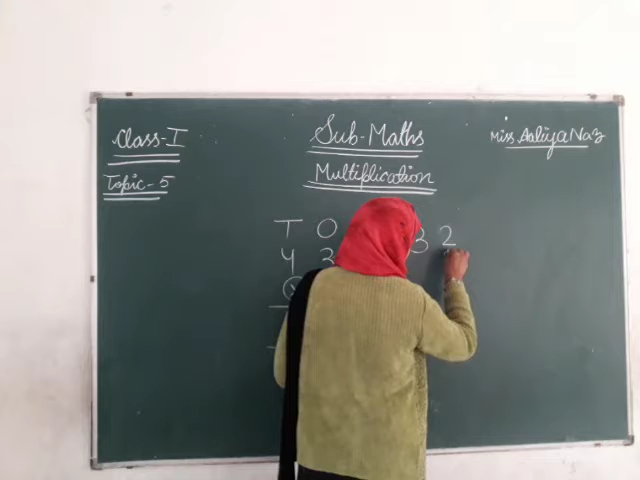 Class-I
Sub-Maths
Miss Aaliya Naz
Topic-5
Multiplication
T O
3 2
4 3